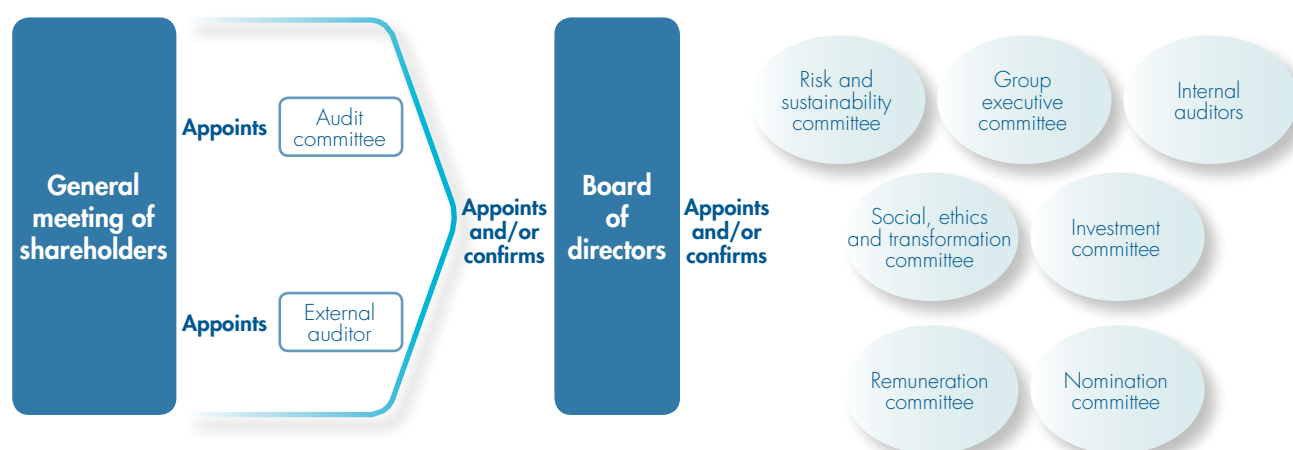 General
meeting of
shareholders
Appoints
Audit
committee
Appoints
External
auditor
Appoints
and/or
confirms
Board
of
directors
Appoints
and/or
confirms
Risk and
sustainability
committee
Group
executive
committee
Internal
auditors
Social, ethics
and transformation
committee
Investment
committee
Remuneration
committee
Nomination
committee